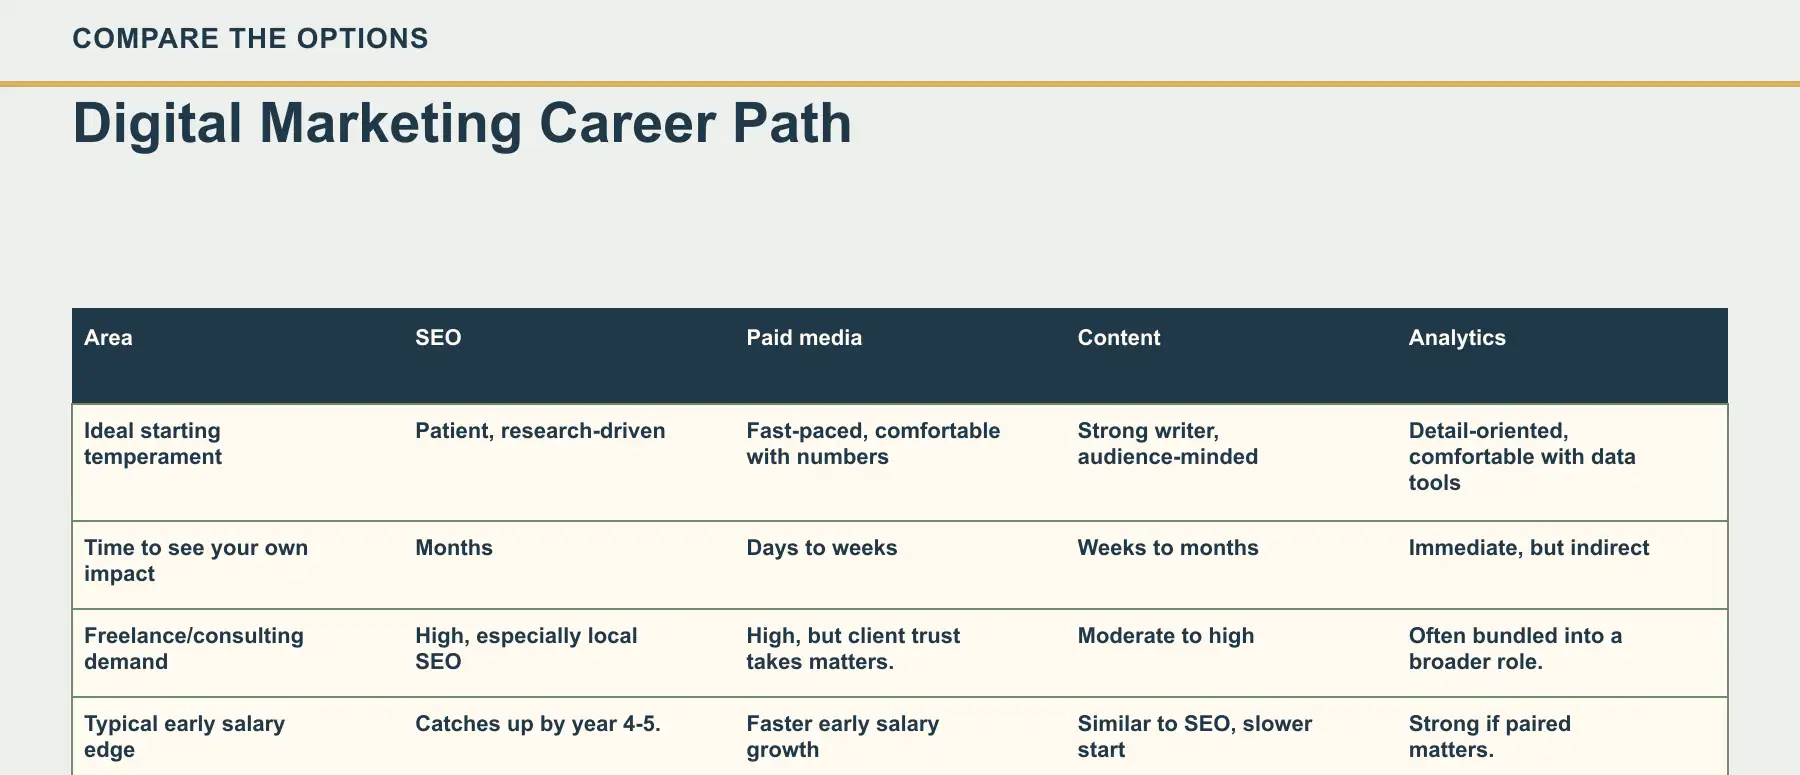 COMPARE THE OPTIONS
Digital Marketing Career Path
Area
SEO
Paid media
Content
Analytics
Ideal starting
temperament
Patient, research-driven
Fast-paced, comfortable
with numbers
Strong writer,
audience-minded
Detail-oriented,
comfortable with data
tools
Time to see your own
impact
Months
Days to weeks
Weeks to months
Immediate, but indirect
Freelance/consulting
demand
High, especially local
SEO
High, but client trust
takes matters.
Moderate to high
Often bundled into a
broader role.
Typical early salary
edge
Catches up by year 4-5.
Faster early salary
growth
Similar to SEO, slower
start
Strong if paired
matters.